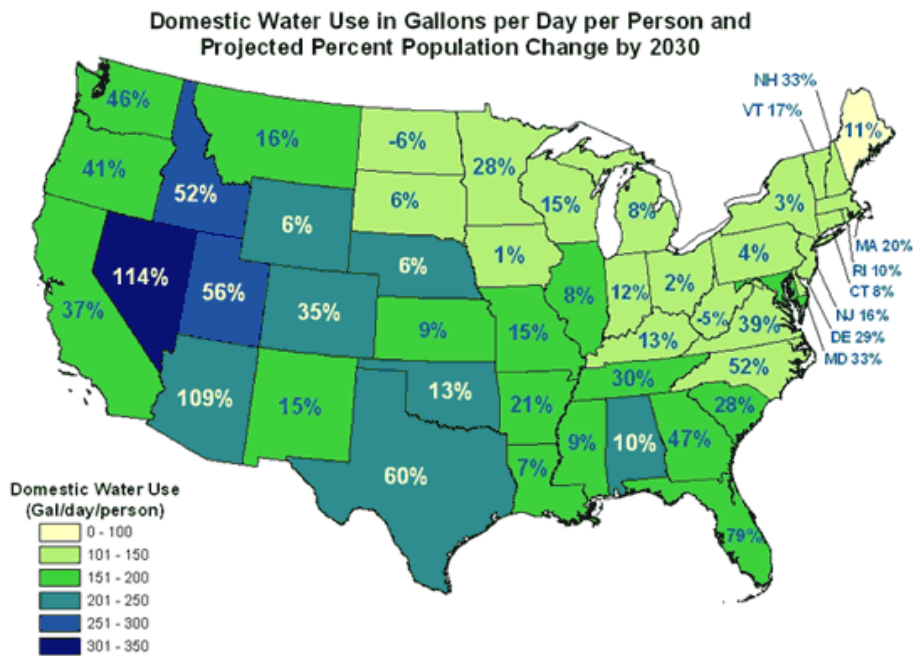 Domestic Water Use in Gallons per Day per Person and
Projected Percent Population Change by 2030
NH 33%
VT 17%
46%
16%
-6%
28%
11%
41%
52%
6%
6%
15%
8%
3%
MA 20%
RI 10%
CT 8%
NJ 16%
DE 29%
MD 33%
114%
56%
35%
6%
1%
8%
12%
2%
4%
-5%
39%
37%
9%
15%
13%
52%
109%
15%
13%
21%
30%
28%
60%
7%
9%
10%
47%
79%
Domestic Water Use
(Gal/day/person)
0 - 100
101 - 150
151 - 200
201 - 250
251 - 300
301 - 350